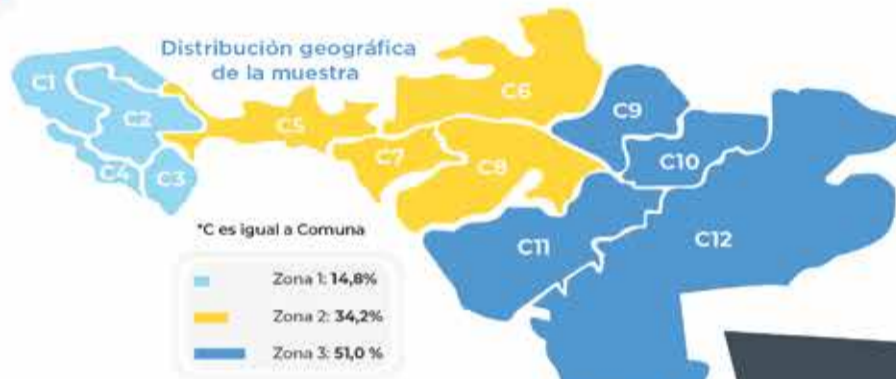 Distribución geográfica
de la muestra
C1
C2
C3
C4
C5
C6
C7
C8
C9
C10
C11
C12
*C es igual a Comuna
Zona 1: 14,8%
Zona 2: 34,2%
Zona 3: 51,0 %